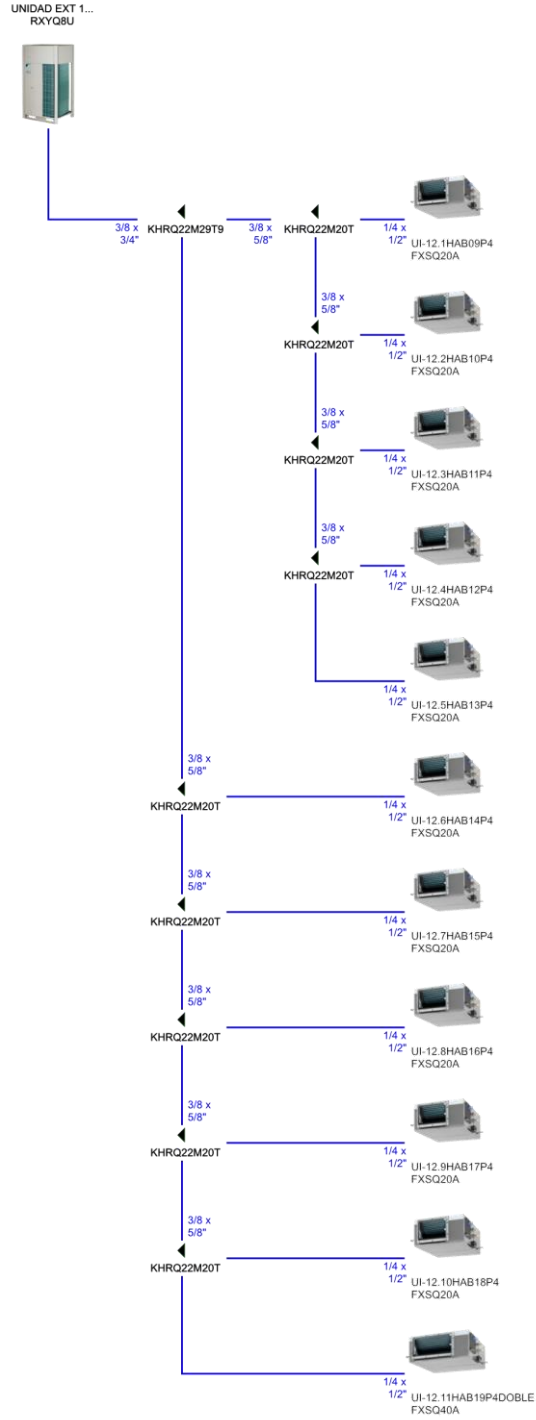 UNIDAD EXT 1...
RXYQ8U
3/8 x
3/4"
KHRQ22M29T9
3/8 x
5/8"
KHRQ22M20T
1/4 x
1/2"
UI-12.1HAB09P4
FXSQ20A
3/8 x
5/8"
KHRQ22M20T
1/4 x
1/2"
UI-12.2HAB10P4
FXSQ20A
3/8 x
5/8"
KHRQ22M20T
1/4 x
1/2"
UI-12.3HAB11P4
FXSQ20A
3/8 x
5/8"
KHRQ22M20T
1/4 x
1/2"
UI-12.4HAB12P4
FXSQ20A
1/4 x
1/2"
UI-12.5HAB13P4
FXSQ20A
3/8 x
5/8"
KHRQ22M20T
1/4 x
1/2"
UI-12.6HAB14P4
FXSQ20A
3/8 x
5/8"
KHRQ22M20T
1/4 x
1/2"
UI-12.7HAB15P4
FXSQ20A
3/8 x
5/8"
KHRQ22M20T
1/4 x
1/2"
UI-12.8HAB16P4
FXSQ20A
3/8 x
5/8"
KHRQ22M20T
1/4 x
1/2"
UI-12.9HAB17P4
FXSQ20A
3/8 x
5/8"
KHRQ22M20T
1/4 x
1/2"
UI-12.10HAB18P4
FXSQ20A
1/4 x
1/2"
UI-12.11HAB19P4DOBLE
FXSQ40A